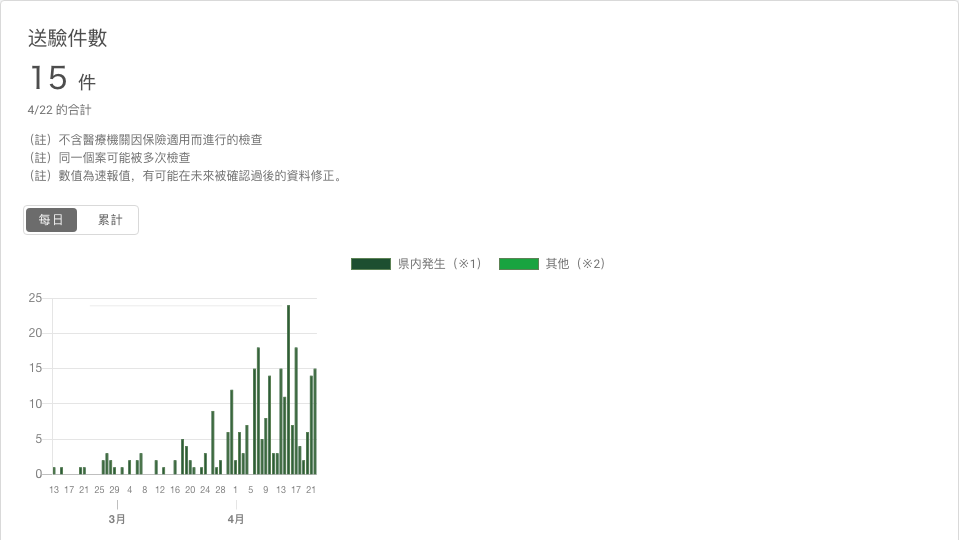 送驗件數
15 件
4/22 的合計
（註）不含醫療機關因保險適用而進行的檢查
（註）同一個案可能被多次檢查
（註）數值為速報值，有可能在未來被確認過後的資料修正。
每日 累計
県内発生（※1） 其他（※2）
25
20
15
10
5
0
13 17 21 25 29 4 8 12 16 20 24 28 1 5 9 13 17 21
3月 4月